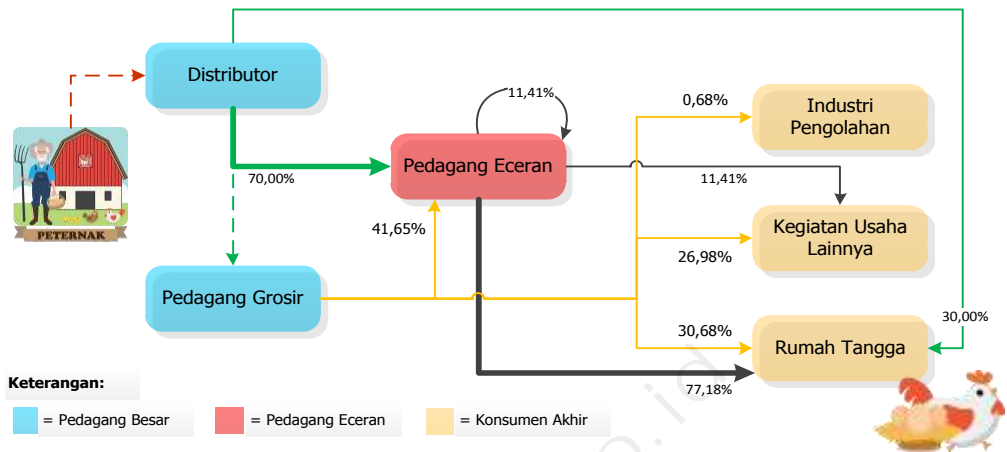 Distributor
11,41%
0,68%
Industri
Pengolahan
Pedagang Eceran
70,00%
11,41%
PETERNAK
41,65%
Kegiatan Usaha
Lainnya
26,98%
Pedagang Grosir
30,68%
30,00%
Rumah Tangga
77,18%
Keterangan:
= Pedagang Besar
= Pedagang Eceran
= Konsumen Akhir
o.id